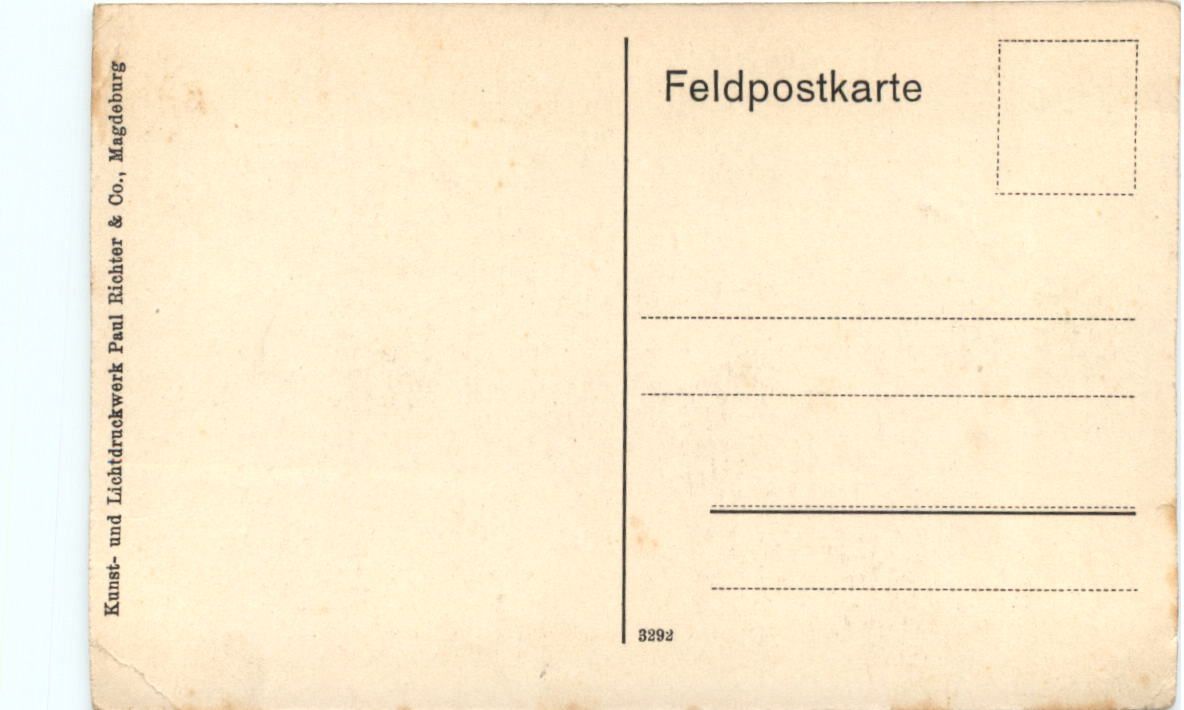 Kunst- und Lichtdruckwerk Paul Richter & Co., Magdeburg
Feldpostkarte
3292